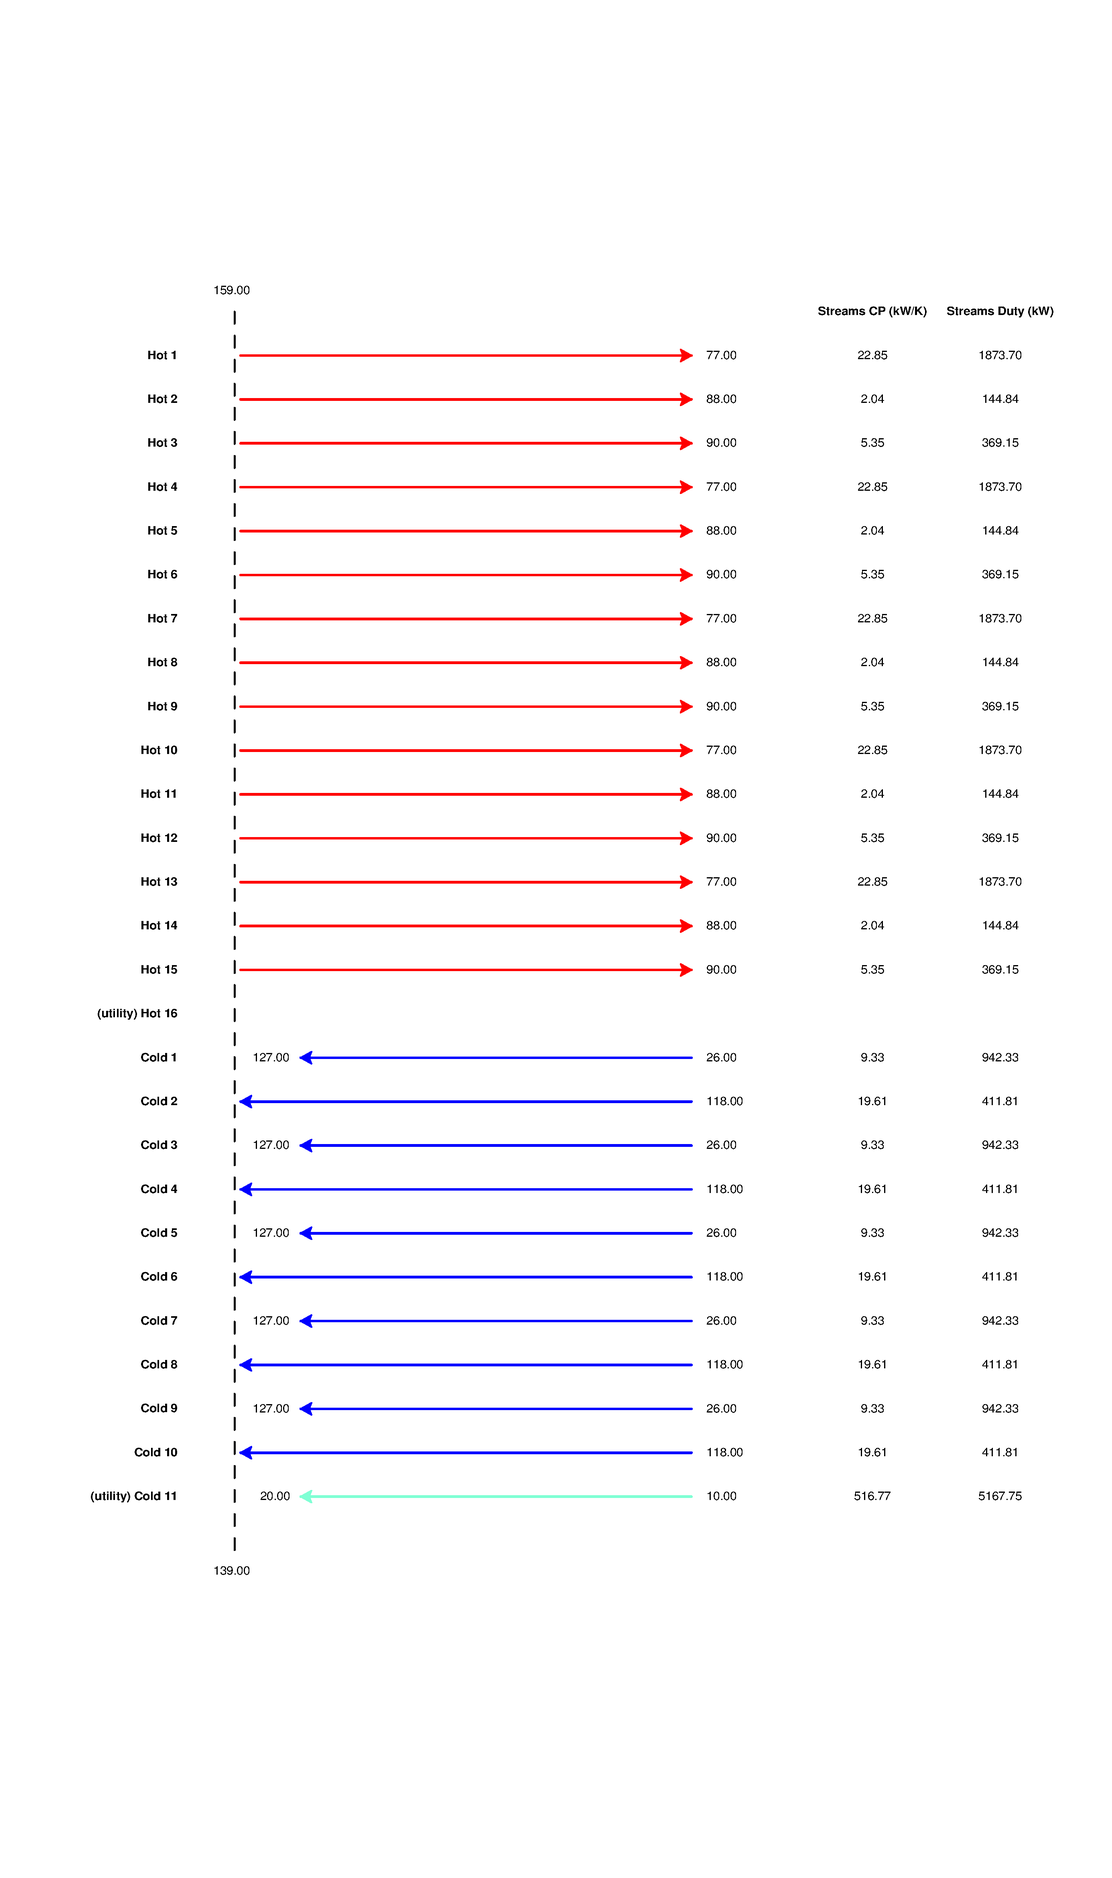 159.00
Streams CP (kW/K) Streams Duty (kW)
Hot 1 77.00 22.85 1873.70
Hot 2 88.00 2.04 144.84
Hot 3 90.00 5.35 369.15
Hot 4 77.00 22.85 1873.70
Hot 5 88.00 2.04 144.84
Hot 6 90.00 5.35 369.15
Hot 7 77.00 22.85 1873.70
Hot 8 88.00 2.04 144.84
Hot 9 90.00 5.35 369.15
Hot 10 77.00 22.85 1873.70
Hot 11 88.00 2.04 144.84
Hot 12 90.00 5.35 369.15
Hot 13 77.00 22.85 1873.70
Hot 14 88.00 2.04 144.84
Hot 15 90.00 5.35 369.15
(utility) Hot 16
Cold 1 127.00 26.00 9.33 942.33
Cold 2 118.00 19.61 411.81
Cold 3 127.00 26.00 9.33 942.33
Cold 4 118.00 19.61 411.81
Cold 5 127.00 26.00 9.33 942.33
Cold 6 118.00 19.61 411.81
Cold 7 127.00 26.00 9.33 942.33
Cold 8 118.00 19.61 411.81
Cold 9 127.00 26.00 9.33 942.33
Cold 10 118.00 19.61 411.81
(utility) Cold 11 20.00 10.00 516.77 5167.75
139.00